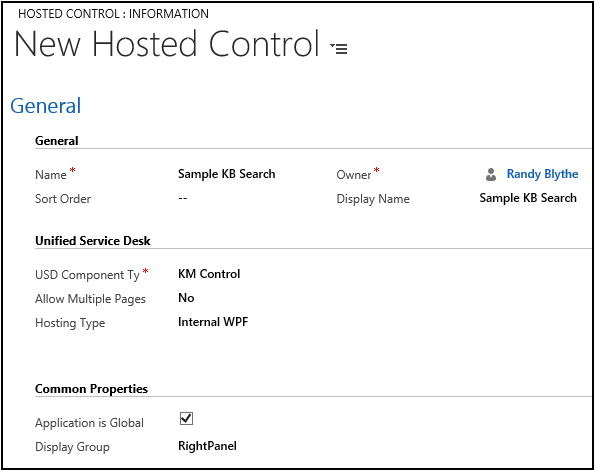 HOSTED CONTROL : INFORMATION
New Hosted Control
General
General
Name * Sample KB Search Owner * Randy Blythe
Sort Order -- Display Name Sample KB Search
Unified Service Desk
USD Component Ty * KM Control
Allow Multiple Pages No
Hosting Type Internal WPF
Common Properties
Application is Global
Display Group RightPanel